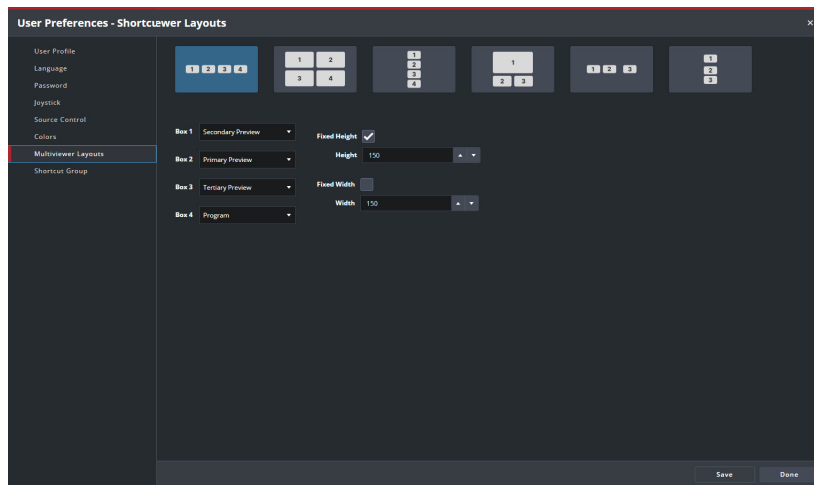 User Preferences - Shortcuewer Layouts
×
User Profile
Language
Password
Joystick
Source Control
Colors
Multiviewer Layouts
Shortcut Group
1 2 3 4
1 2
3 4
1
2
3
4
1
2 3
1 2 3
1
2
3
Box 1 Secondary Preview
Box 2 Primary Preview
Box 3 Tertiary Preview
Box 4 Program
Fixed Height
Height 150
Fixed Width
Width 150
Save Done